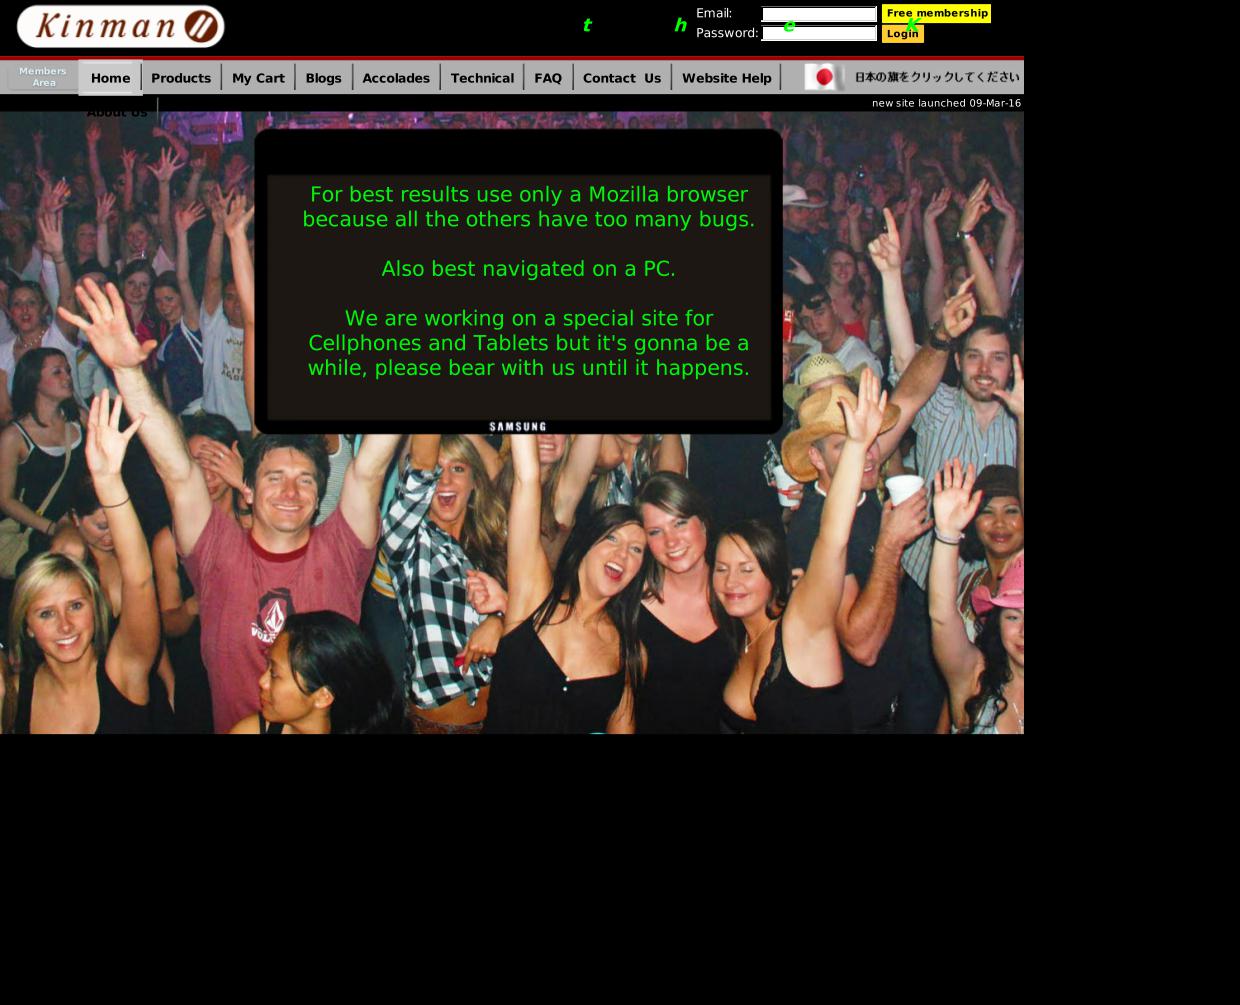 Kinman
Email:
Free membership
t h e K
Password:
Login
Members
Area
Home
Products
My Cart
Blogs
Accolades
Technical
FAQ
Contact Us
Website Help
日本の旗をクリックしてください
new site launched 09-Mar-16
About Us
For best results use only a Mozilla browser
because all the others have too many bugs.
Also best navigated on a PC.
We are working on a special site for
Cellphones and Tablets but it's gonna be a
while, please bear with us until it happens.
SAMSUNG